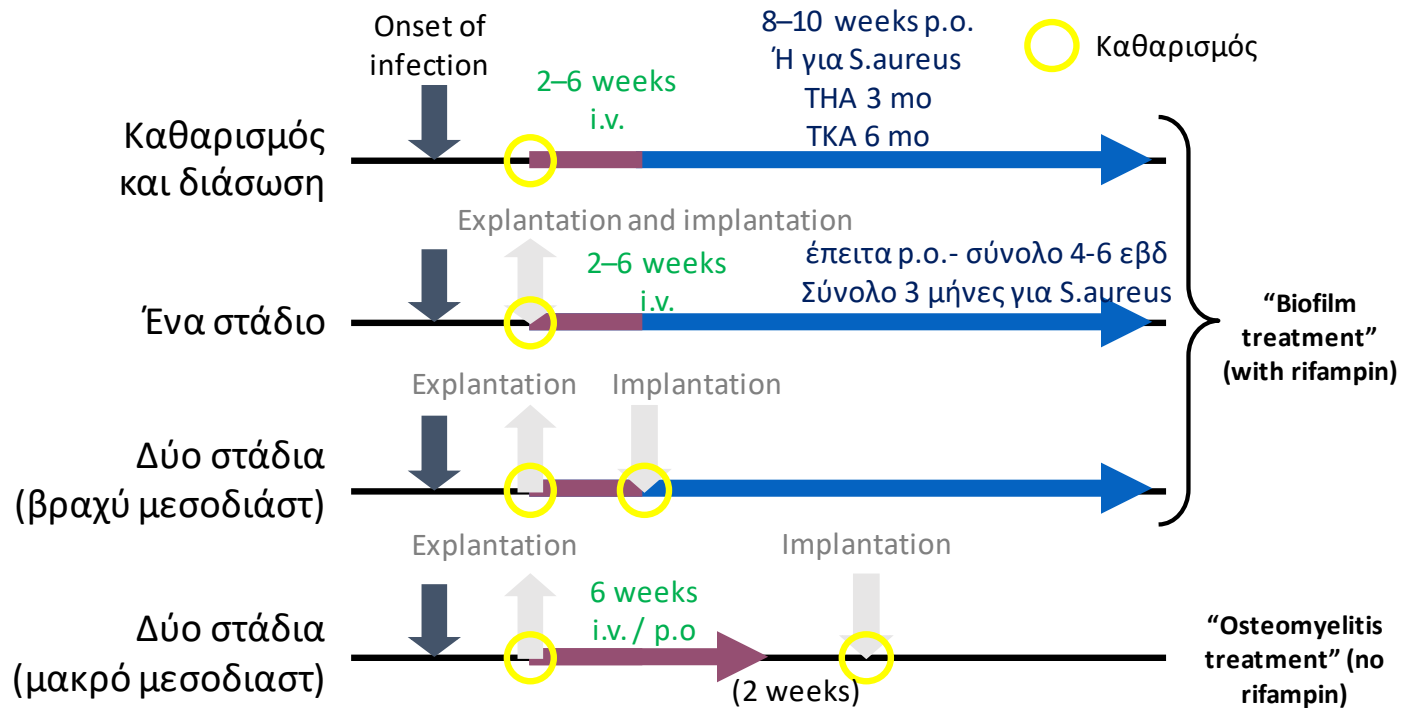 Onset of
infection
8–10 weeks p.o.
Ή για S.aureus
THA 3 mo
TKA 6 mo
Καθαρισμός
2–6 weeks
i.v.
Καθαρισμός
και διάσωση
Explantation and implantation
2–6 weeks
i.v.
έπειτα p.o.- σύνολο 4-6 εβδ
Σύνολο 3 μήνες για S.aureus
Ένα στάδιο
“Biofilm
treatment”
(with rifampin)
Explantation
Implantation
Δύο στάδια
(βραχύ μεσοδιάστ)
Explantation
Implantation
6 weeks
i.v. / p.o
Δύο στάδια
(μακρό μεσοδιαστ)
(2 weeks)
“Osteomyelitis
treatment” (no
rifampin)